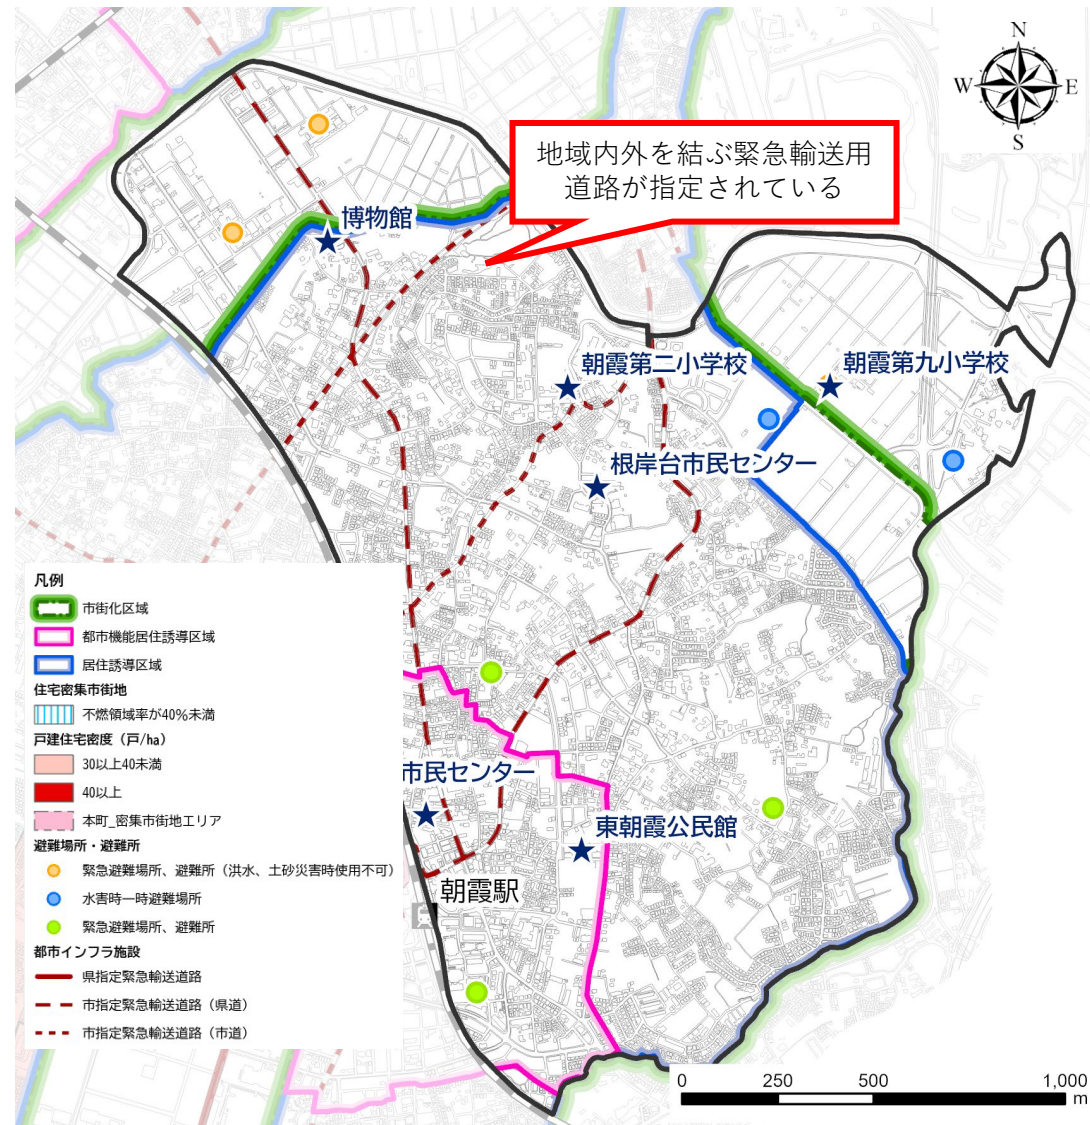 N
W
E
S
地域内外を結ぶ緊急輸送用
道路が指定されている
博物館
朝霞第二小学校
朝霞第九小学校
根岸台市民センター
市民センター
東朝霞公民館
朝霞駅
凡例
市街化区域
都市機能居住誘導区域
居住誘導区域
住宅密集市街地
不燃領域率が40%未満
戸建住宅密度（戸/ha）
30以上40未満
40以上
本町_密集市街地エリア
避難場所・避難所
緊急避難場所、避難所（洪水、土砂災害時使用不可）
水害時一時避難場所
緊急避難場所、避難所
都市インフラ施設
県指定緊急輸送道路
市指定緊急輸送道路（県道）
市指定緊急輸送道路（市道）
0 250 500 1,000
m